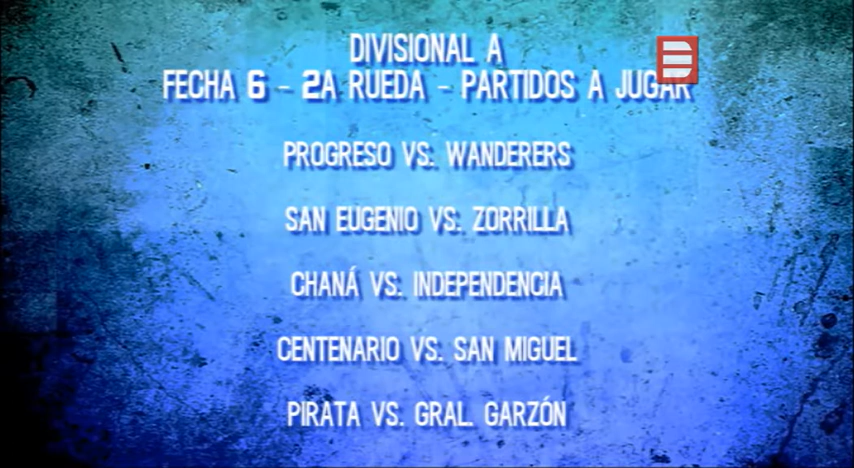 DIVISIONAL A
FECHA 6 - 2A RUEDA - PARTIDOS A JUGAR
PROGRESO VS. WANDERERS
SAN EUGENIO VS. ZORRILLA
CHANÁ VS. INDEPENDENCIA
CENTENARIO VS. SAN MIGUEL
PIRATA VS. GRAL. GARZÓN